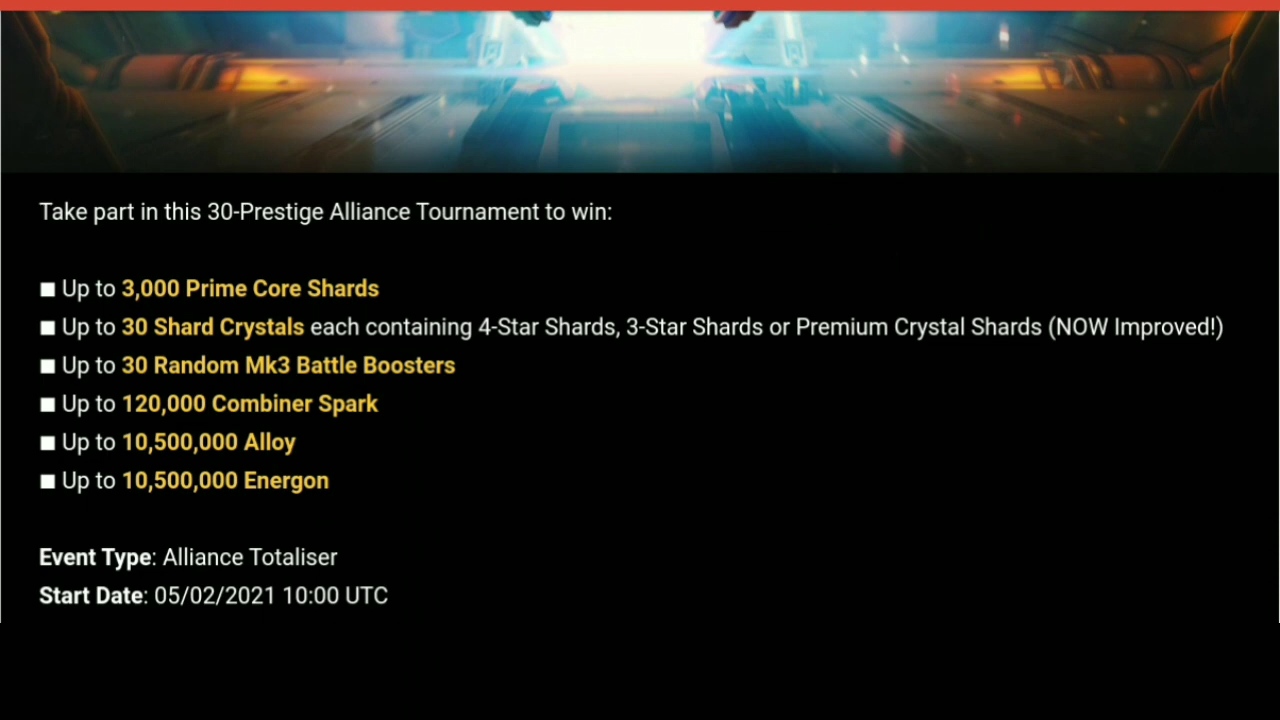 Take part in this 30-Prestige Alliance Tournament to win:
■ Up to 3,000 Prime Core Shards
■ Up to 30 Shard Crystals each containing 4-Star Shards, 3-Star Shards or Premium Crystal Shards (NOW Improved!)
■ Up to 30 Random Mk3 Battle Boosters
■ Up to 120,000 Combiner Spark
■ Up to 10,500,000 Alloy
■ Up to 10,500,000 Energon
Event Type: Alliance Totaliser
Start Date: 05/02/2021 10:00 UTC